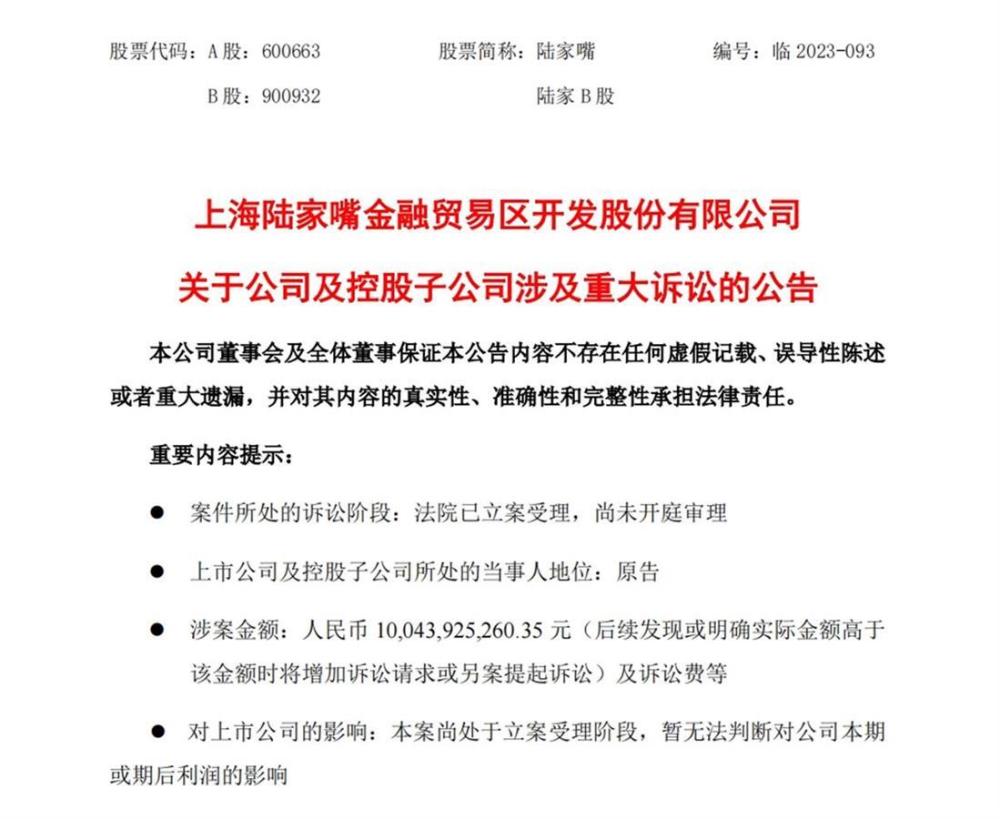 股票代码：A 股：600663 股票简称：陆家嘴 编号：临 2023-093
B 股：900932 陆家 B 股
上海陆家嘴金融贸易区开发股份有限公司
关于公司及控股子公司涉及重大诉讼的公告
本公司董事会及全体董事保证本公告内容不存在任何虚假记载、误导性陈述
或者重大遗漏，并对其内容的真实性、准确性和完整性承担法律责任。
重要内容提示：
● 案件所处的诉讼阶段：法院已立案受理，尚未开庭审理
● 上市公司及控股子公司所处的当事人地位：原告
● 涉案金额：人民币 10,043,925,260.35 元（后续发现或明确实际金额高于
该金额时将增加诉讼请求或另案提起诉讼）及诉讼费等
● 对上市公司的影响：本案尚处于立案受理阶段，暂无法判断对公司本期
或期后利润的影响